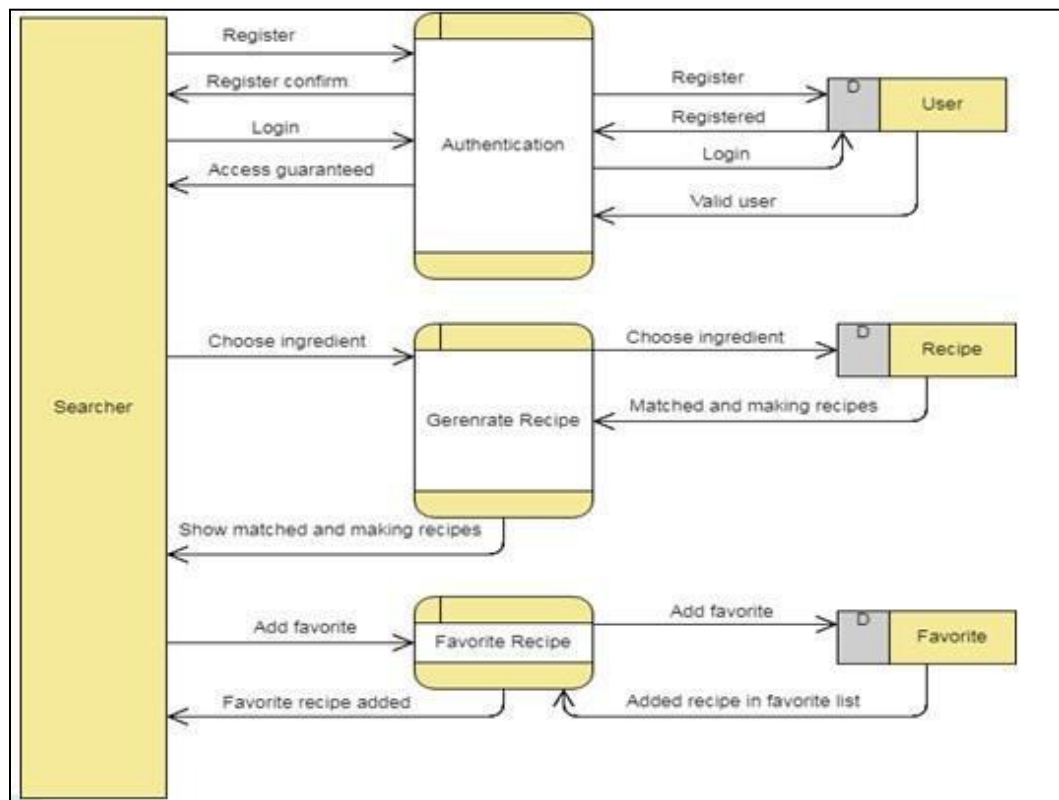 Register
Register confirm
Login
Access guaranteed
Authentication
Register
Registered
Login
Valid user
D
User
Searcher
Choose ingredient
Gerenrate Recipe
Choose ingredient
Matched and making recipes
D
Recipe
Show matched and making recipes
Add favorite
Favorite Recipe
Favorite recipe added
Add favorite
Added recipe in favorite list
D
Favorite